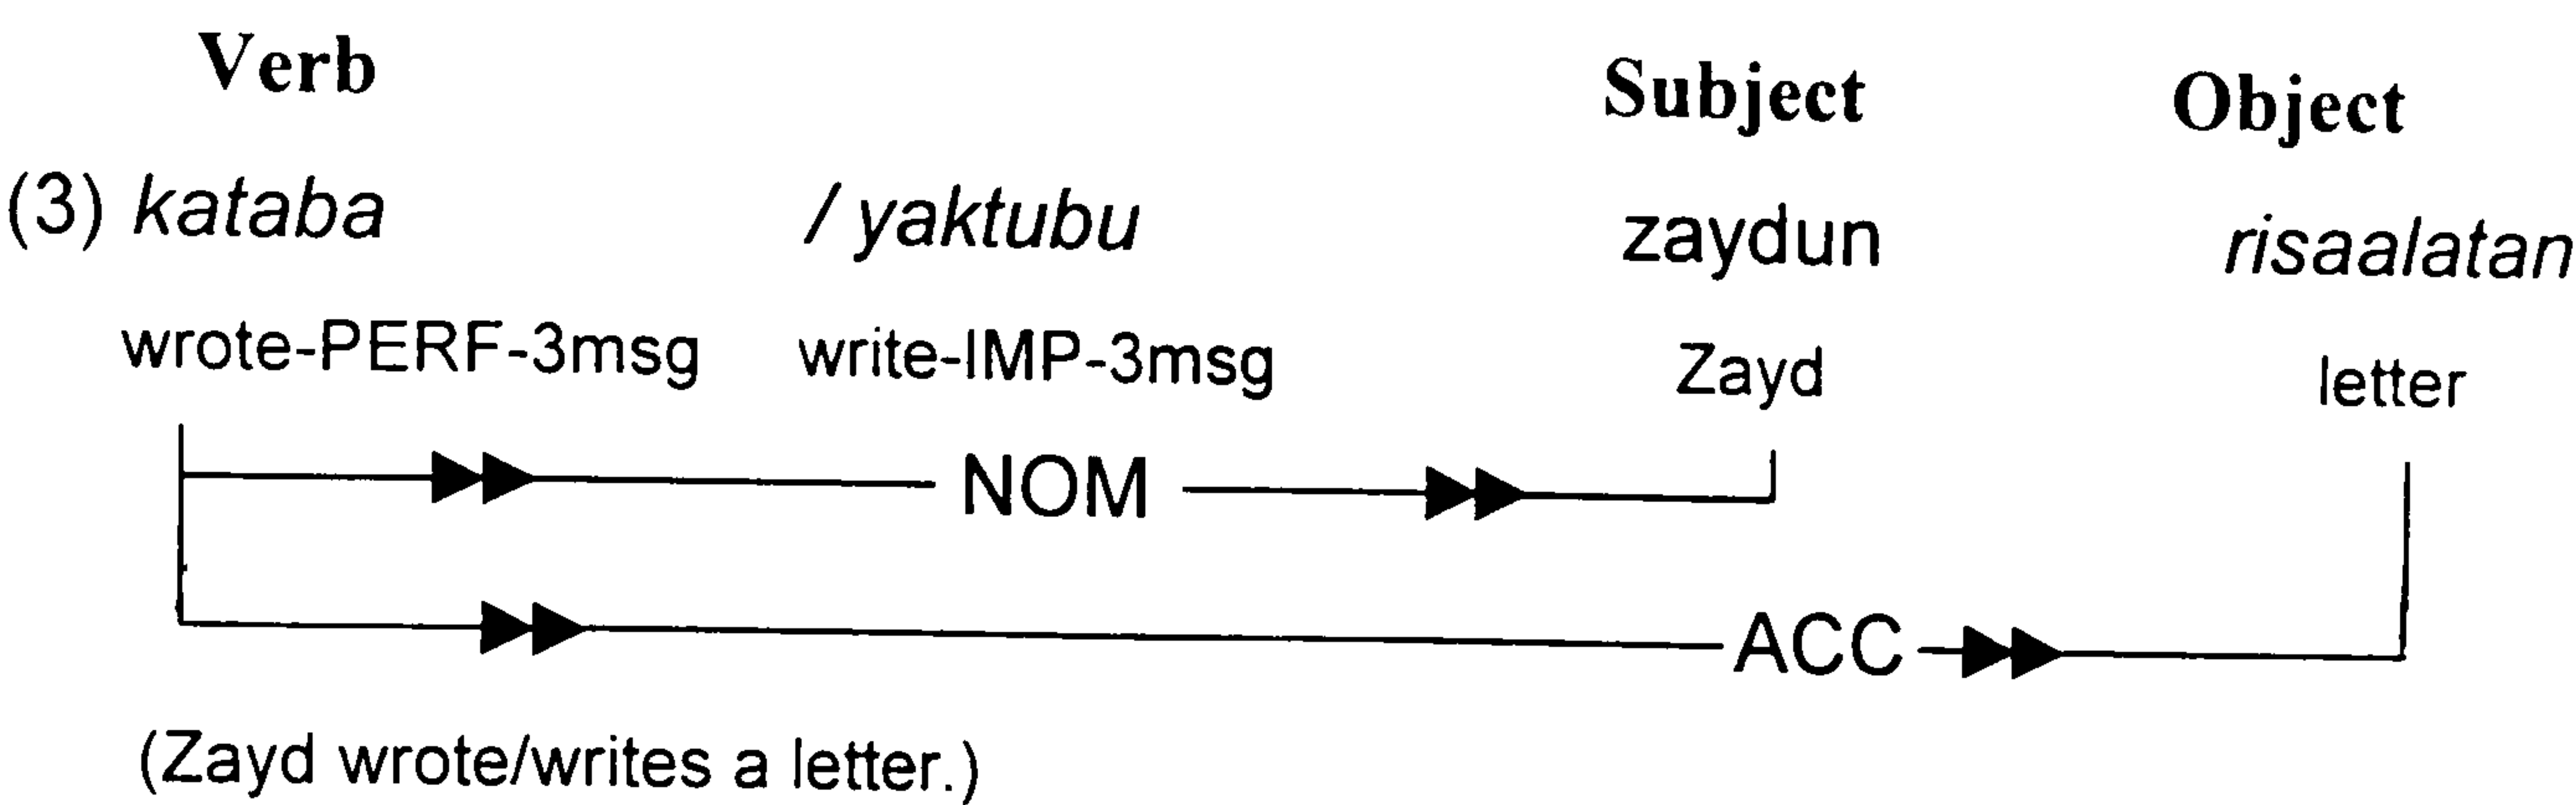 Verb Subject Object
(3) kataba / yaktubu zaydun risaalatan
wrote-PERF-3msg write-IMP-3msg Zayd letter
NOM
ACC
(Zayd wrote/writes a letter.)